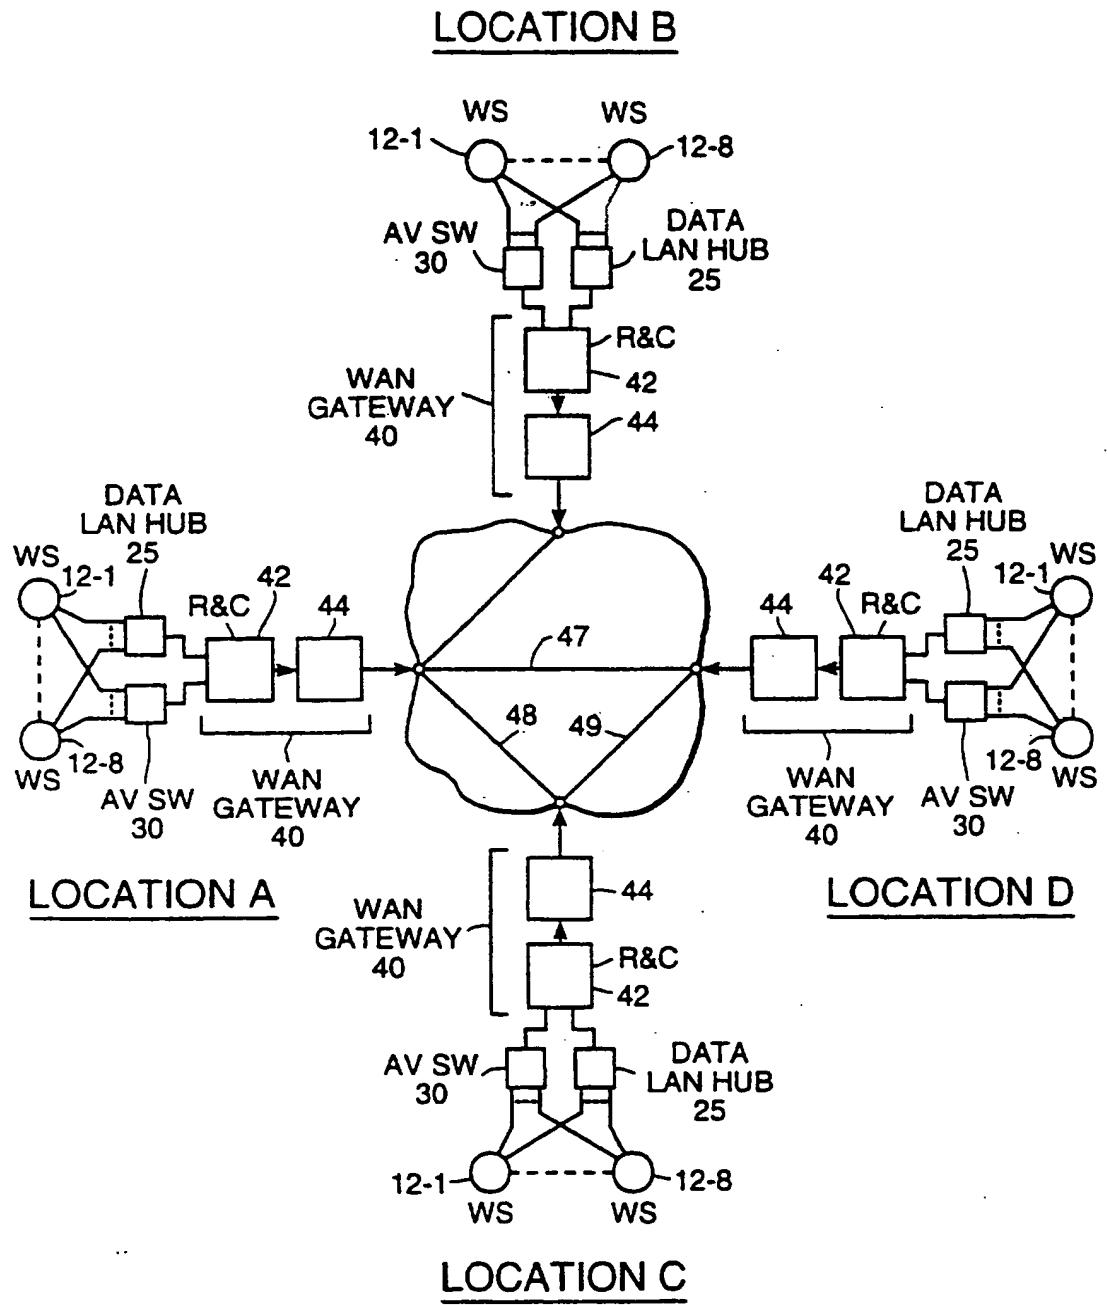 LOCATION B
WS
WS
12-1
12-8
AV SW
30
DATA
LAN HUB
25
R&C
42
WAN
GATEWAY
40
44
DATA
LAN HUB
25
WS
12-1
R&C
42
44
12-8
WS
AV SW
30
WAN
GATEWAY
40
LOCATION A
47
48
49
DATA
LAN HUB
25
WS
12-1
44
42
R&C
12-8
WS
WAN
GATEWAY
40
AV SW
30
LOCATION D
44
WAN
GATEWAY
40
R&C
42
AV SW
30
DATA
LAN HUB
25
12-1
12-8
WS
WS
LOCATION C